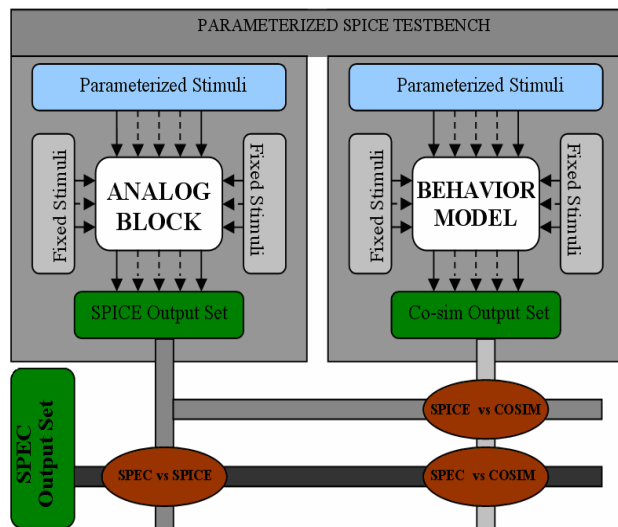 PARAMETERIZED SPICE TESTBENCH
Parameterized Stimuli
Fixed Stimuli
ANALOG
BLOCK
Fixed Stimuli
SPICE Output Set
Parameterized Stimuli
Fixed Stimuli
BEHAVIOR
MODEL
Fixed Stimuli
Co-sim Output Set
SPICE vs COSIM
SPEC
Output Set
SPEC vs SPICE
SPEC vs COSIM